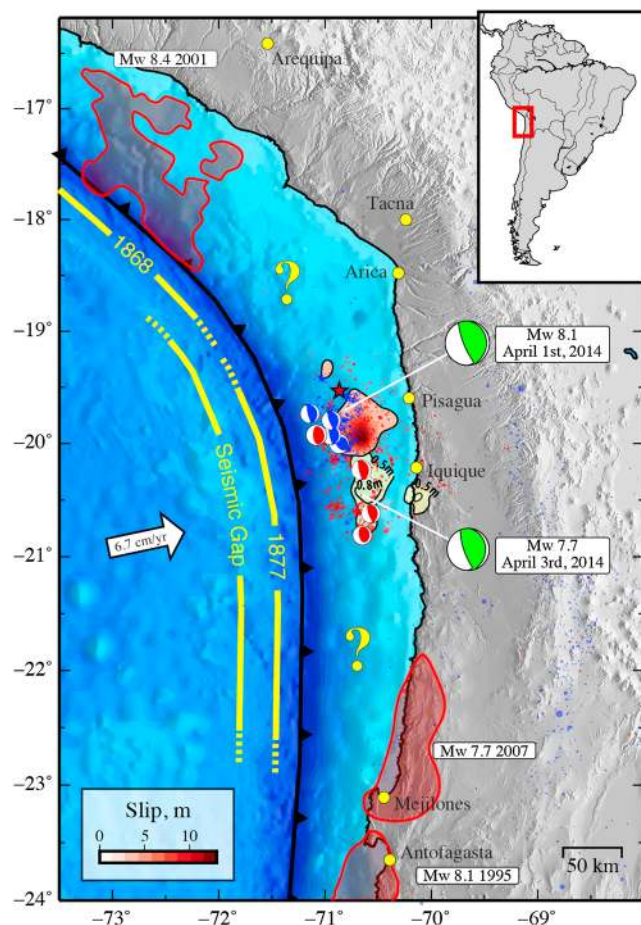 Mw 8.4 2001
Arequipa
−17
Tacna
−18
1868
?
Arica
−19
Mw 8.1
April 1st, 2014
Pisagua
−20
0.5m
Iquique
0.8m
0.5m
Seismic Gap
6.7 cm/yr
1877
Mw 7.7
April 3rd, 2014
−21
?
−22
Mw 7.7 2007
−23
Mejilones
Slip, m
0 5 10
Antofagasta
50 km
Mw 8.1 1995
−24
−73 −72 −71 −70 −69